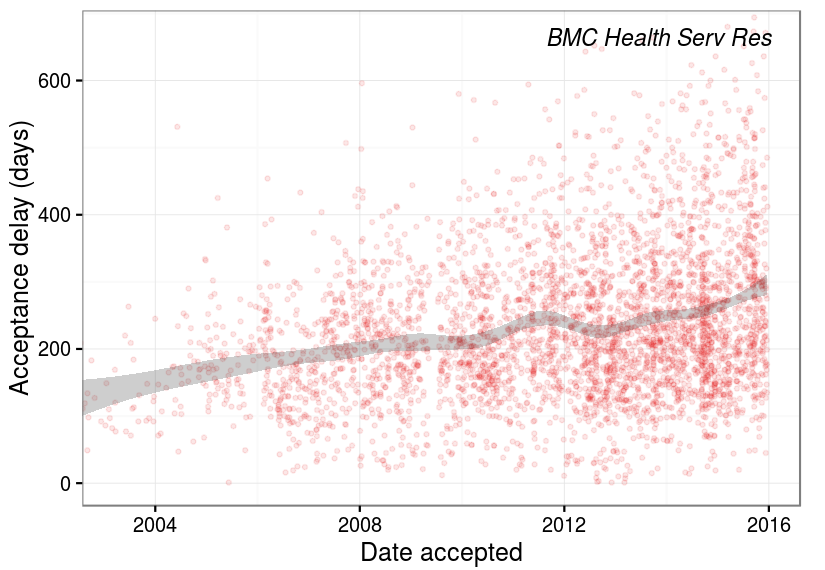 BMC Health Serv Res
Acceptance delay (days)
600
400
200
0
2004 2008 2012 2016
Date accepted